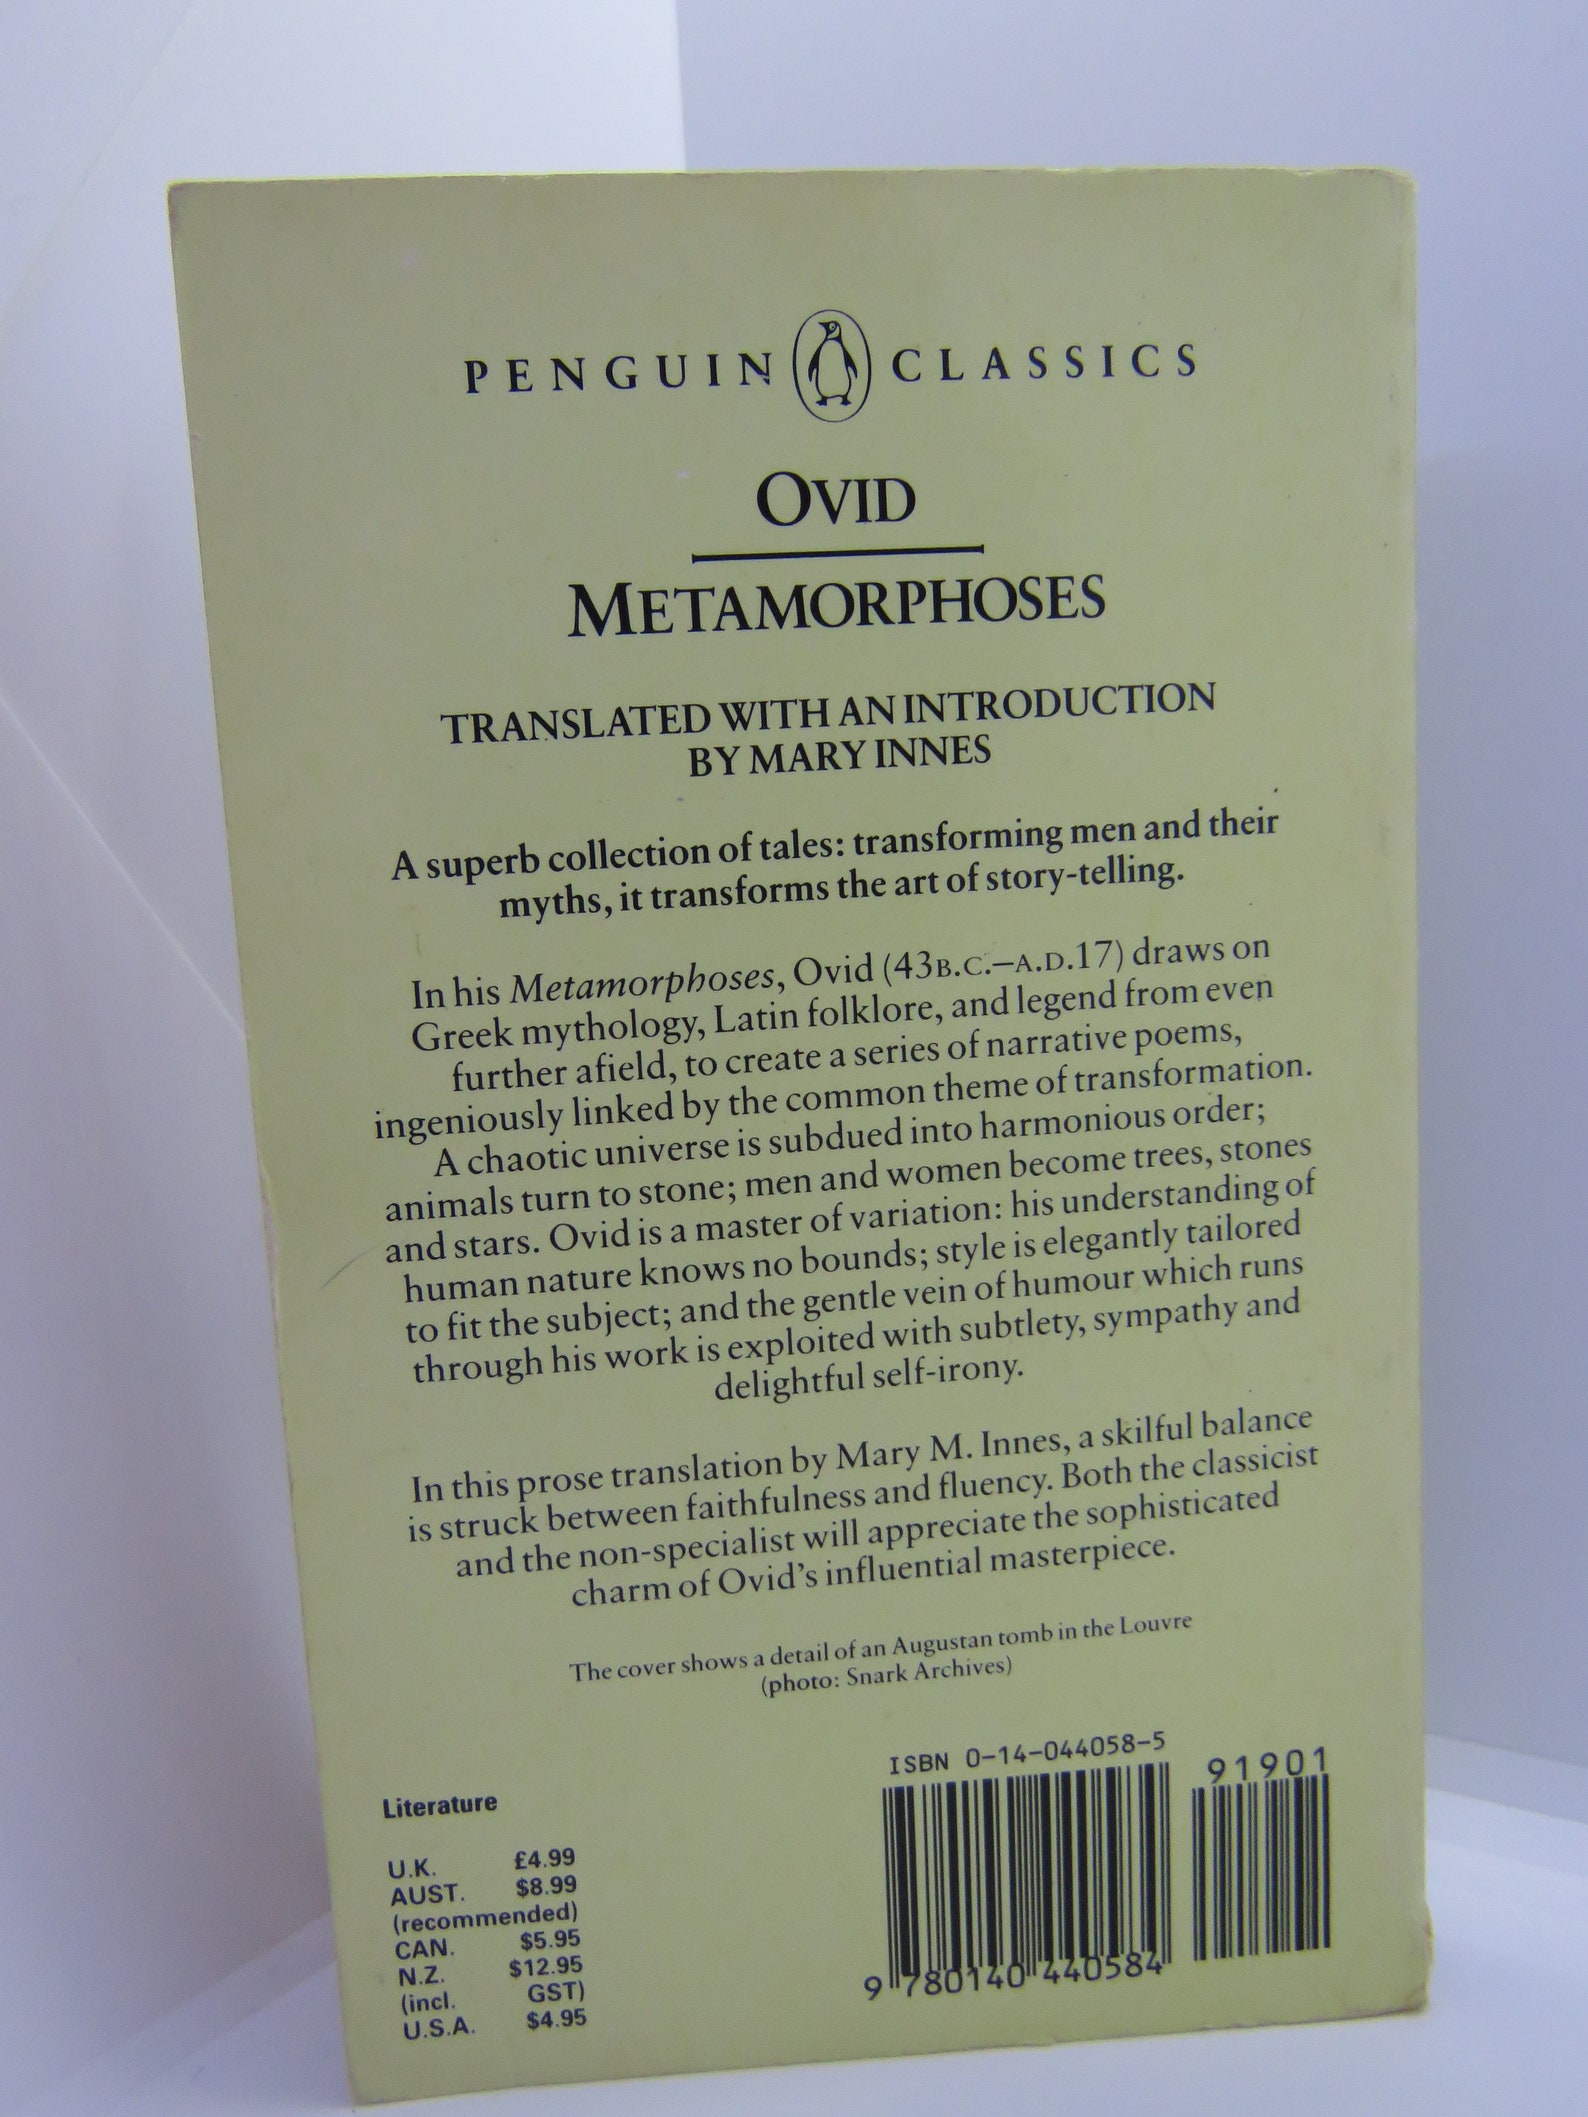 PENGUIN CLASSICS
OVID
METAMORPHOSES
TRANSLATED WITH AN INTRODUCTION
BY MARY INNES
A superb collection of tales: transforming men and their
myths, it transforms the art of story-telling.
In his Metamorphoses, Ovid (43B.C.–A.D.17) draws on
Greek mythology, Latin folklore, and legend from even
further afield, to create a series of narrative poems,
ingeniously linked by the common theme of transformation.
A chaotic universe is subdued into harmonious order;
animals turn to stone; men and women become trees, stones
and stars. Ovid is a master of variation: his understanding of
human nature knows no bounds; style is elegantly tailored
to fit the subject; and the gentle vein of humour which runs
through his work is exploited with subtlety, sympathy and
delightful self-irony.
In this prose translation by Mary M. Innes, a skilful balance
is struck between faithfulness and fluency. Both the classicist
and the non-specialist will appreciate the sophisticated
charm of Ovid's influential masterpiece.
The cover shows a detail of an Augustan tomb in the Louvre
(photo: Snark Archives)
Literature
U.K. £4.99
AUST. $8.99
(recommended)
CAN. $5.95
N.Z. $12.95
(incl. GST)
U.S.A. $4.95
ISBN 0-14-044058-5
91901
9 780140 440584